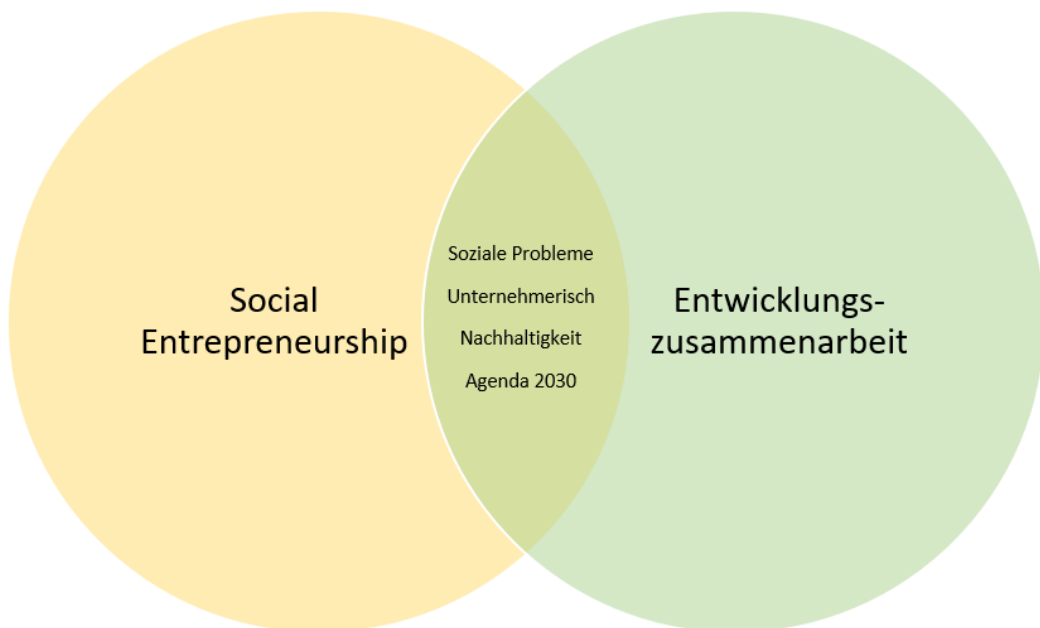 Social
Entrepreneurship
Soziale Probleme
Unternehmerisch
Nachhaltigkeit
Agenda 2030
Entwicklungs-
zusammenarbeit